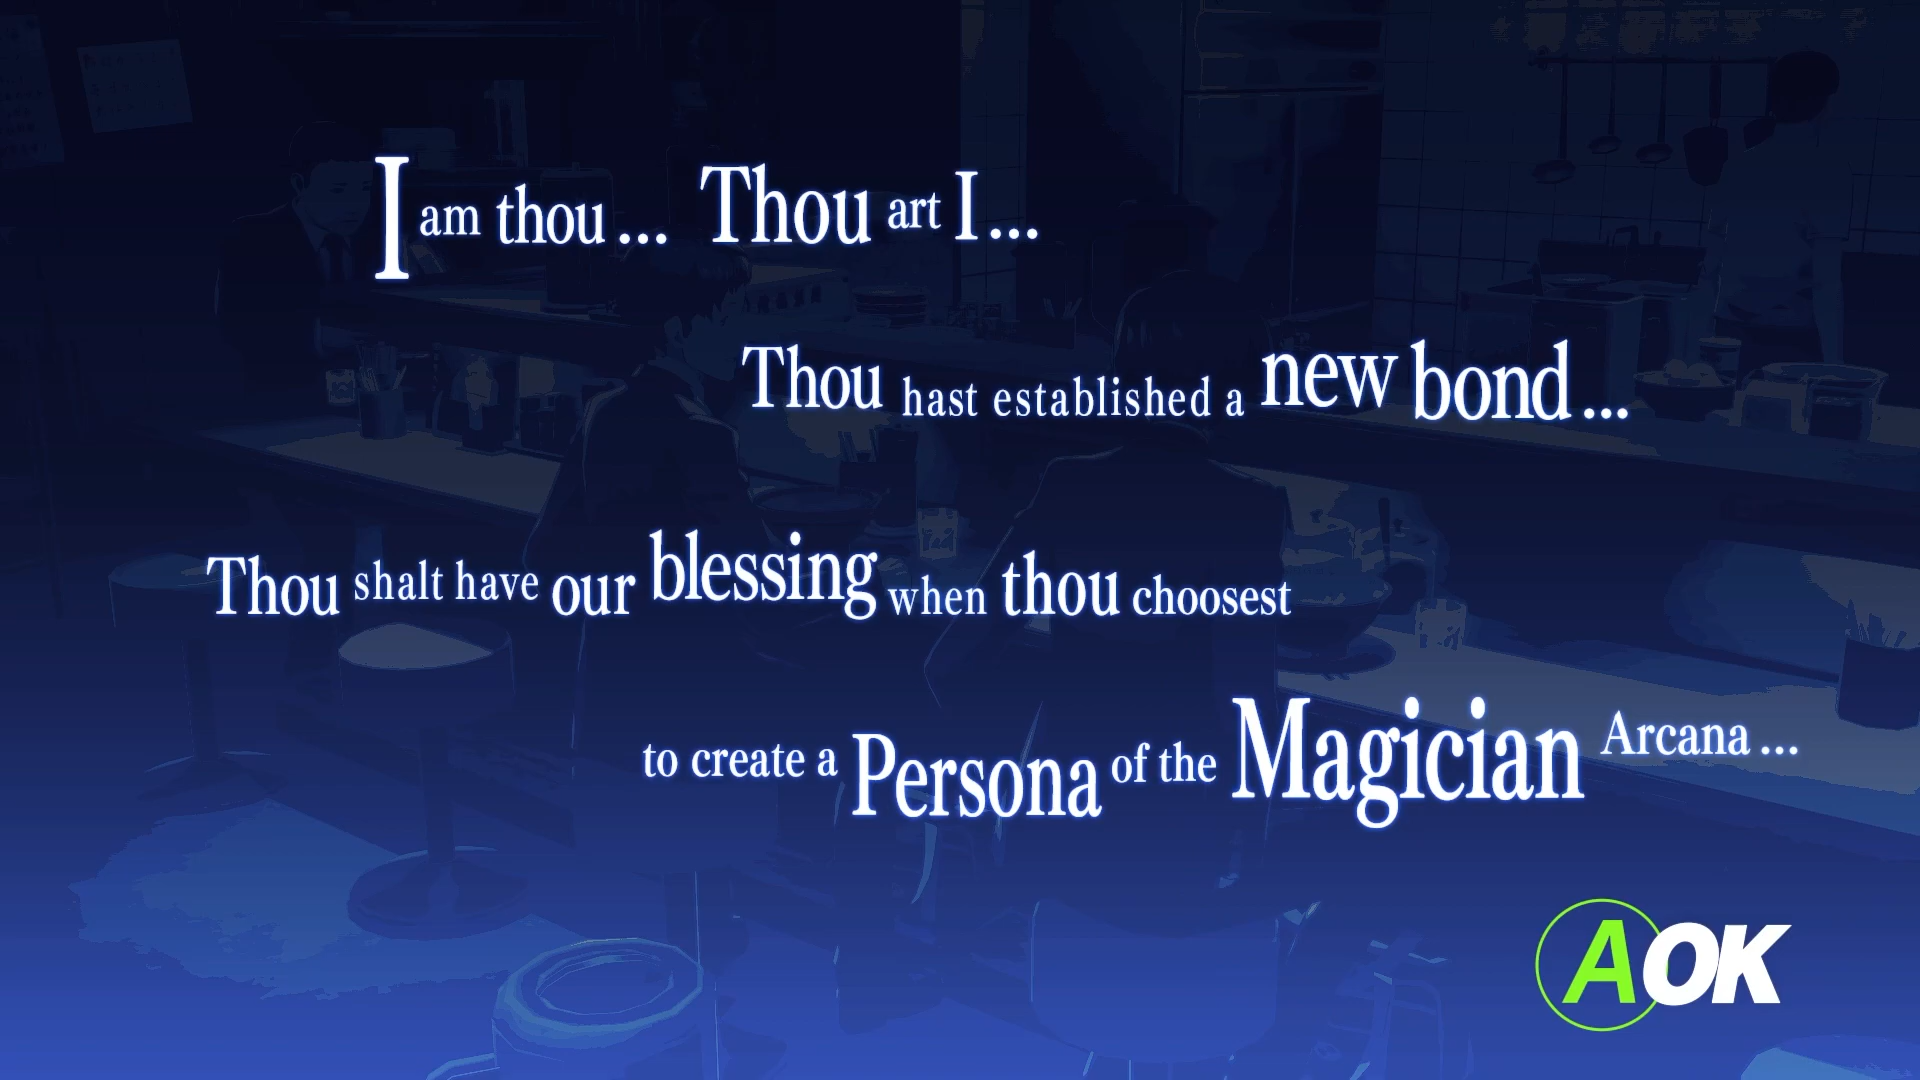 I am thou... Thou art I...
Thou hast established a new bond...
Thou shalt have our blessing when thou choosest
to create a Persona of the Magician Arcana...
A OK